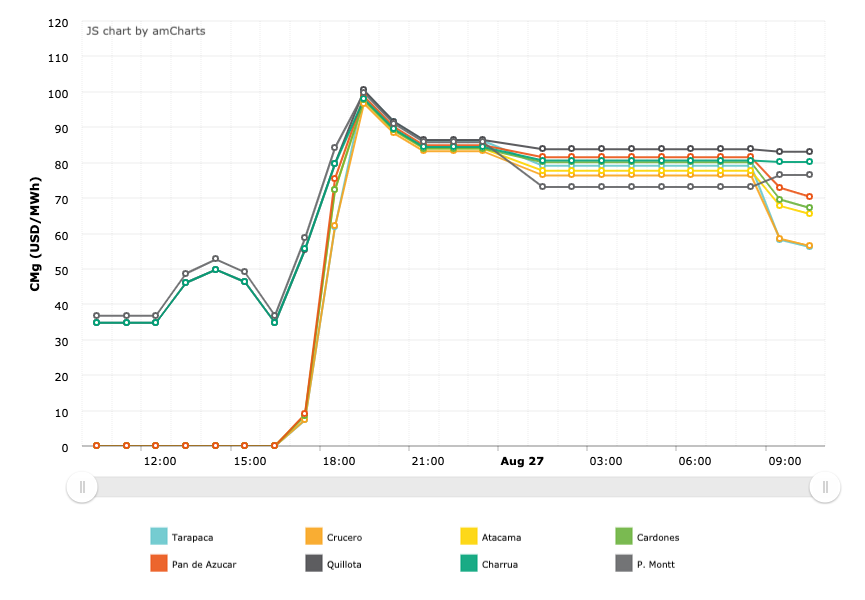 120
JS chart by amCharts
110
100
90
80
70
60
50
40
30
20
10
0
CMg (USD/MWh)
12:00 15:00 18:00 21:00 Aug 27 03:00 06:00 09:00
Tarapaca Crucero Atacama Cardones
Pan de Azucar Quillota Charrua P. Montt